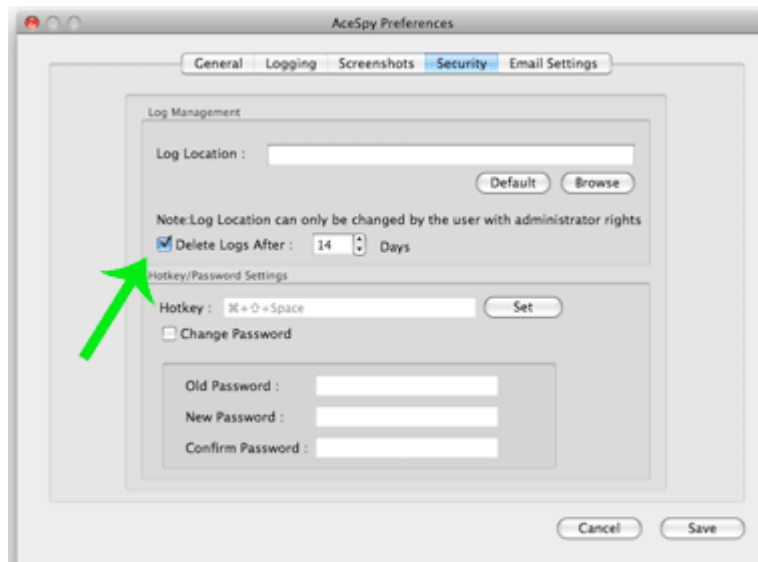 AceSpy Preferences
General Logging Screenshots Security Email Settings
Log Management
Log Location :
Default Browse
Note:Log Location can only be changed by the user with administrator rights
Delete Logs After : 14 Days
Hotkey/Password Settings
Hotkey : ⌘+⇧+Space Set
Change Password
Old Password :
New Password :
Confirm Password :
Cancel Save